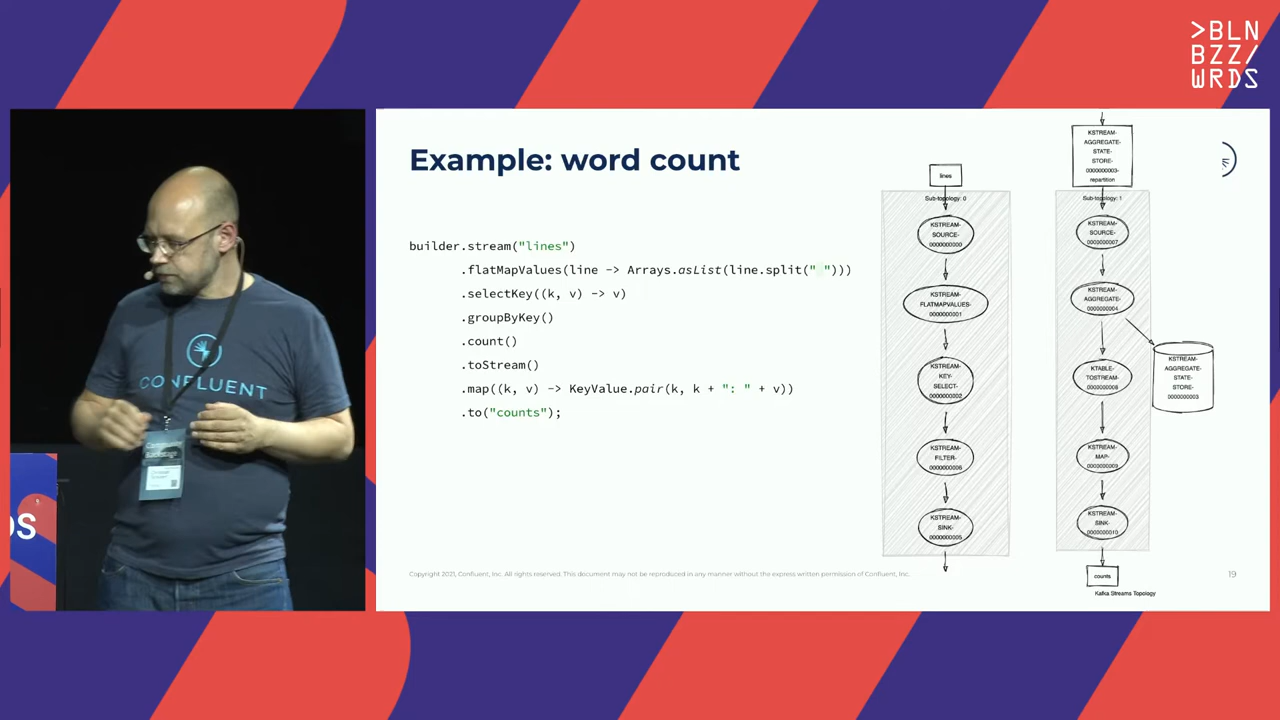 >BLN
BZZ/
WRDS
Example: word count
builder.stream("lines")
.flatMapValues(line -> Arrays.asList(line.split(" ")))
.selectKey((k, v) -> v)
.groupByKey()
.count()
.toStream()
.map((k, v) -> KeyValue.pair(k, k + ": " + v))
.to("counts");
lines
Sub-topology: 0
KSTREAM-
SOURCE-
0000000000
KSTREAM-
FLATMAPVALUES-
0000000001
KSTREAM-
KEY-
SELECT-
0000000002
KSTREAM-
FILTER-
0000000006
KSTREAM-
SINK-
0000000005
KSTREAM-
AGGREGATE-
STATE-
STORE-
0000000003-
repartition
Sub-topology: 1
KSTREAM-
SOURCE-
0000000007
KSTREAM-
AGGREGATE-
0000000004
KSTREAM-
AGGREGATE-
STATE-
STORE-
0000000003
KTABLE-
TOSTREAM-
0000000008
KSTREAM-
MAP-
0000000009
KSTREAM-
SINK-
0000000010
counts
Kafka Streams Topology
Copyright 2021, Confluent, Inc. All rights reserved. This document may not be reproduced in any manner without the express written permission of Confluent, Inc.
19
CONFLUENT
Backstage
DS